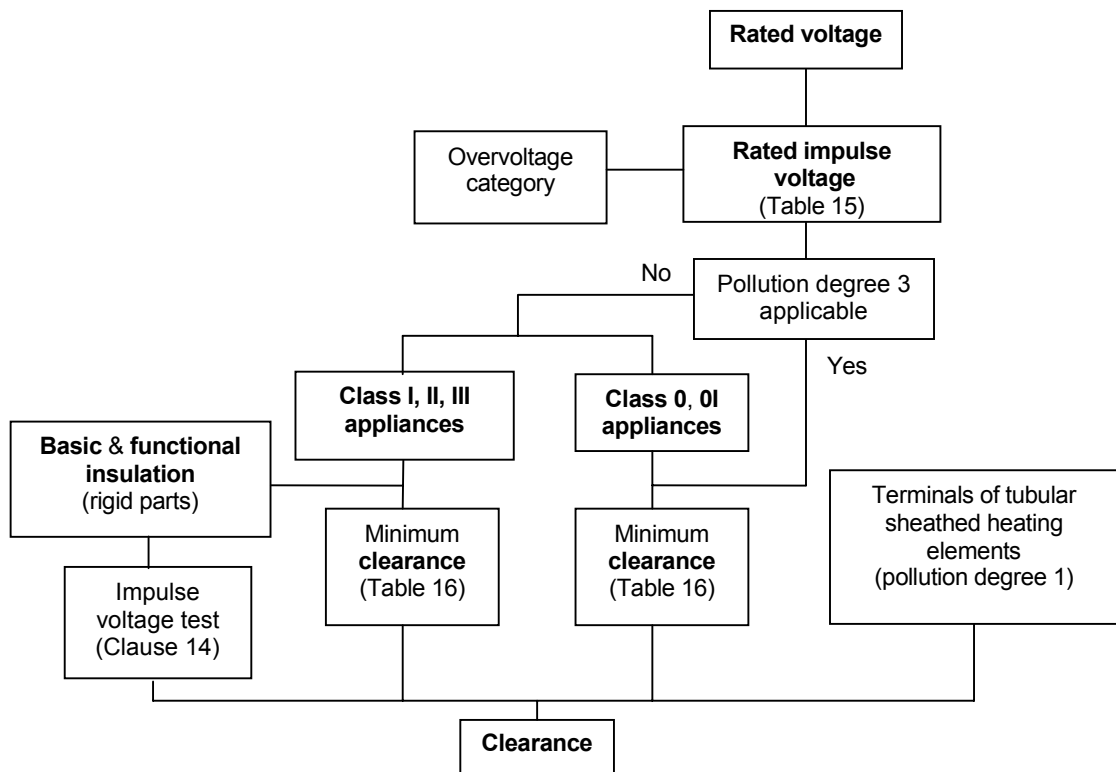 Rated voltage
Overvoltage
category
Rated impulse
voltage
(Table 15)
No
Pollution degree 3
applicable
Yes
Class I, II, III
appliances
Class 0, 0I
appliances
Basic & functional
insulation
(rigid parts)
Terminals of tubular
sheathed heating
elements
(pollution degree 1)
Minimum
clearance
(Table 16)
Minimum
clearance
(Table 16)
Impulse
voltage test
(Clause 14)
Clearance